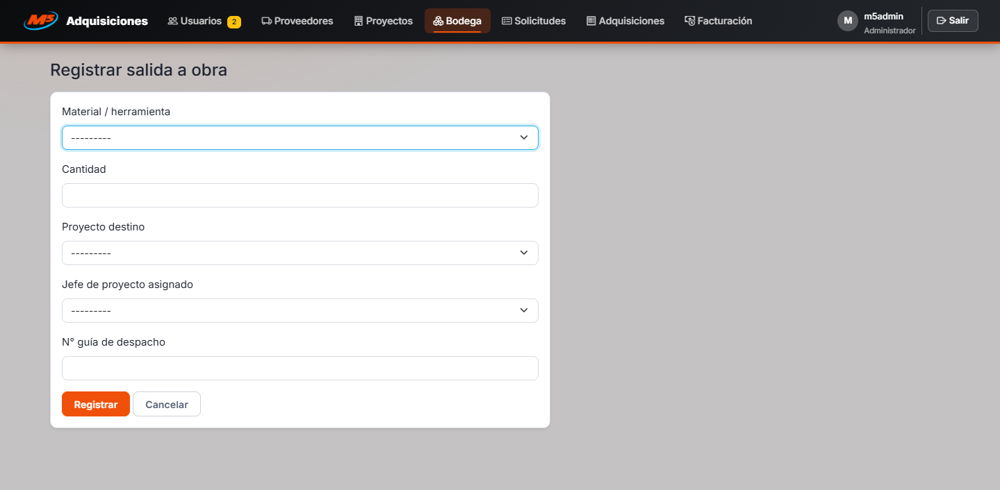 M5 Adquisiciones Usuarios 2 Proveedores Proyectos Bodega Solicitudes Adquisiciones Facturación M m5admin Administrador Salir
Registrar salida a obra
Material / herramienta
---------
Cantidad
Proyecto destino
---------
Jefe de proyecto asignado
---------
N° guía de despacho
Registrar Cancelar